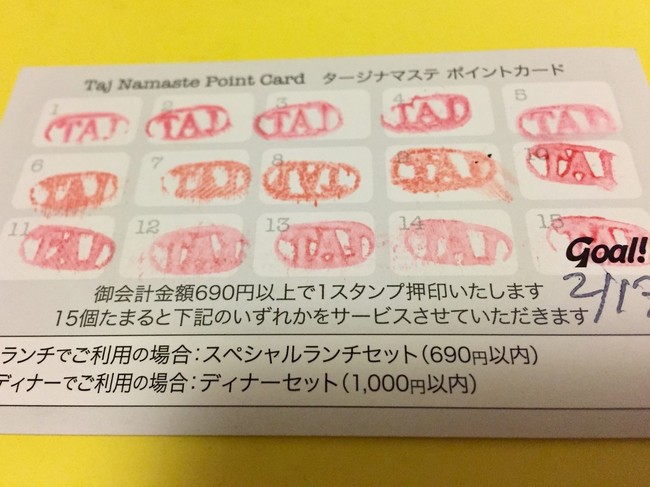 Taj Namaste Point Card タージナマステ ポイントカード
1 2 3 4 5
TAJ TAJ TAJ TAJ TAJ
6 7 8 9 10
TAJ TAJ TAJ TAJ TAJ
11 12 13 14 15
TAJ TAJ TAJ TAJ TAJ
Goal!
御会計金額690円以上で1スタンプ押印いたします
15個たまると下記のいずれかをサービスさせていただきます
ランチでご利用の場合:スペシャルランチセット(690円以内)
ディナーでご利用の場合:ディナーセット(1,000円以内)